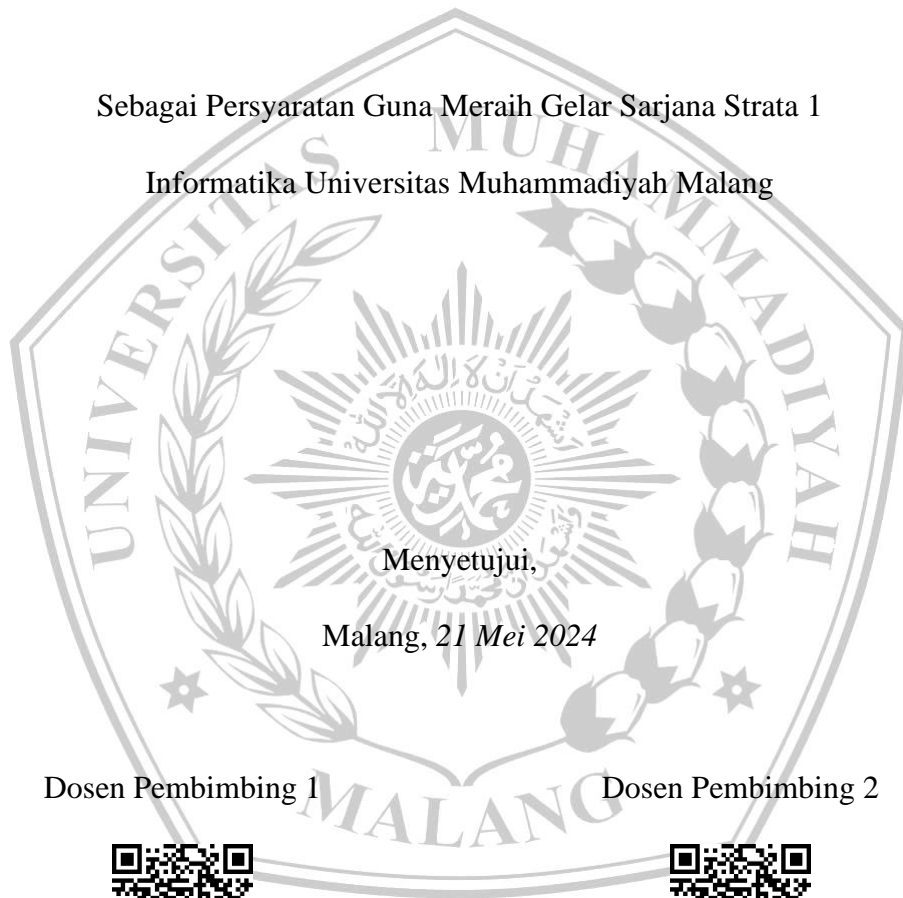 Sebagai Persyaratan Guna Meraih Gelar Sarjana Strata 1
UNIVERSITAS MUHAMMADIYAH
Informatika Universitas Muhammadiyah Malang
Menyetujui,
Malang, 21 Mei 2024
Dosen Pembimbing 1 Dosen Pembimbing 2
MALANG